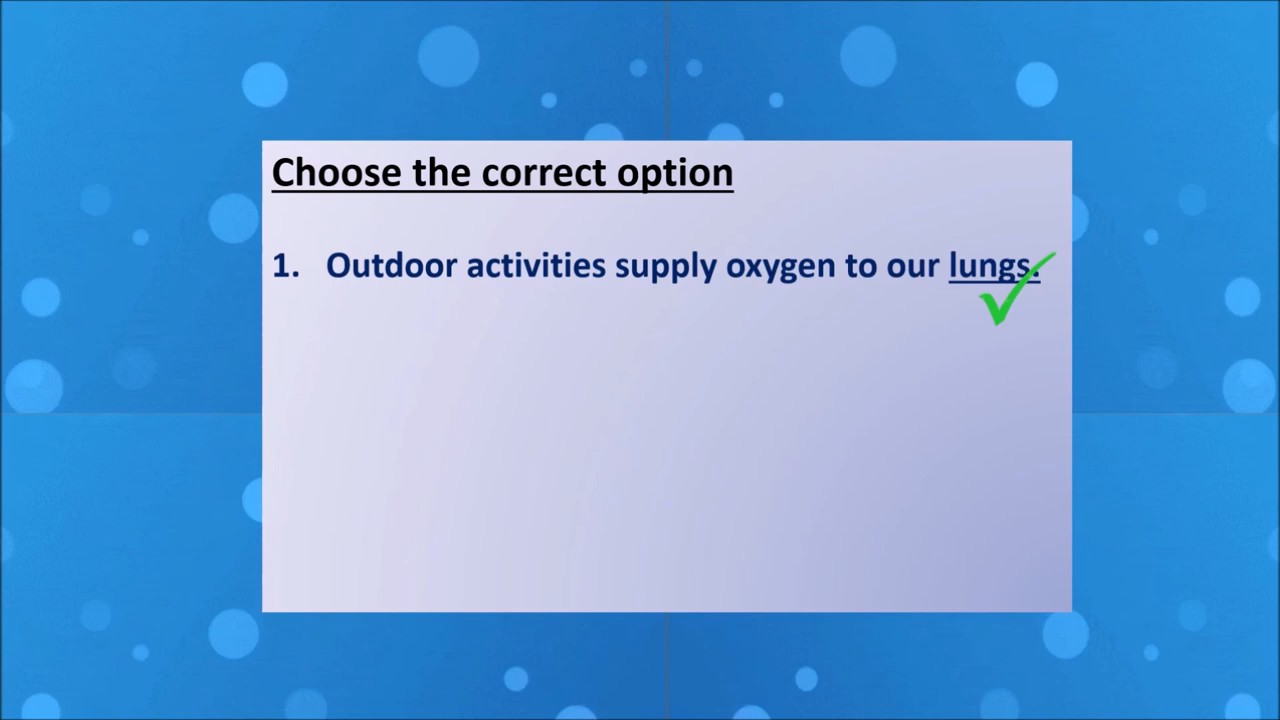 Choose the correct option
1. Outdoor activities supply oxygen to our lungs.